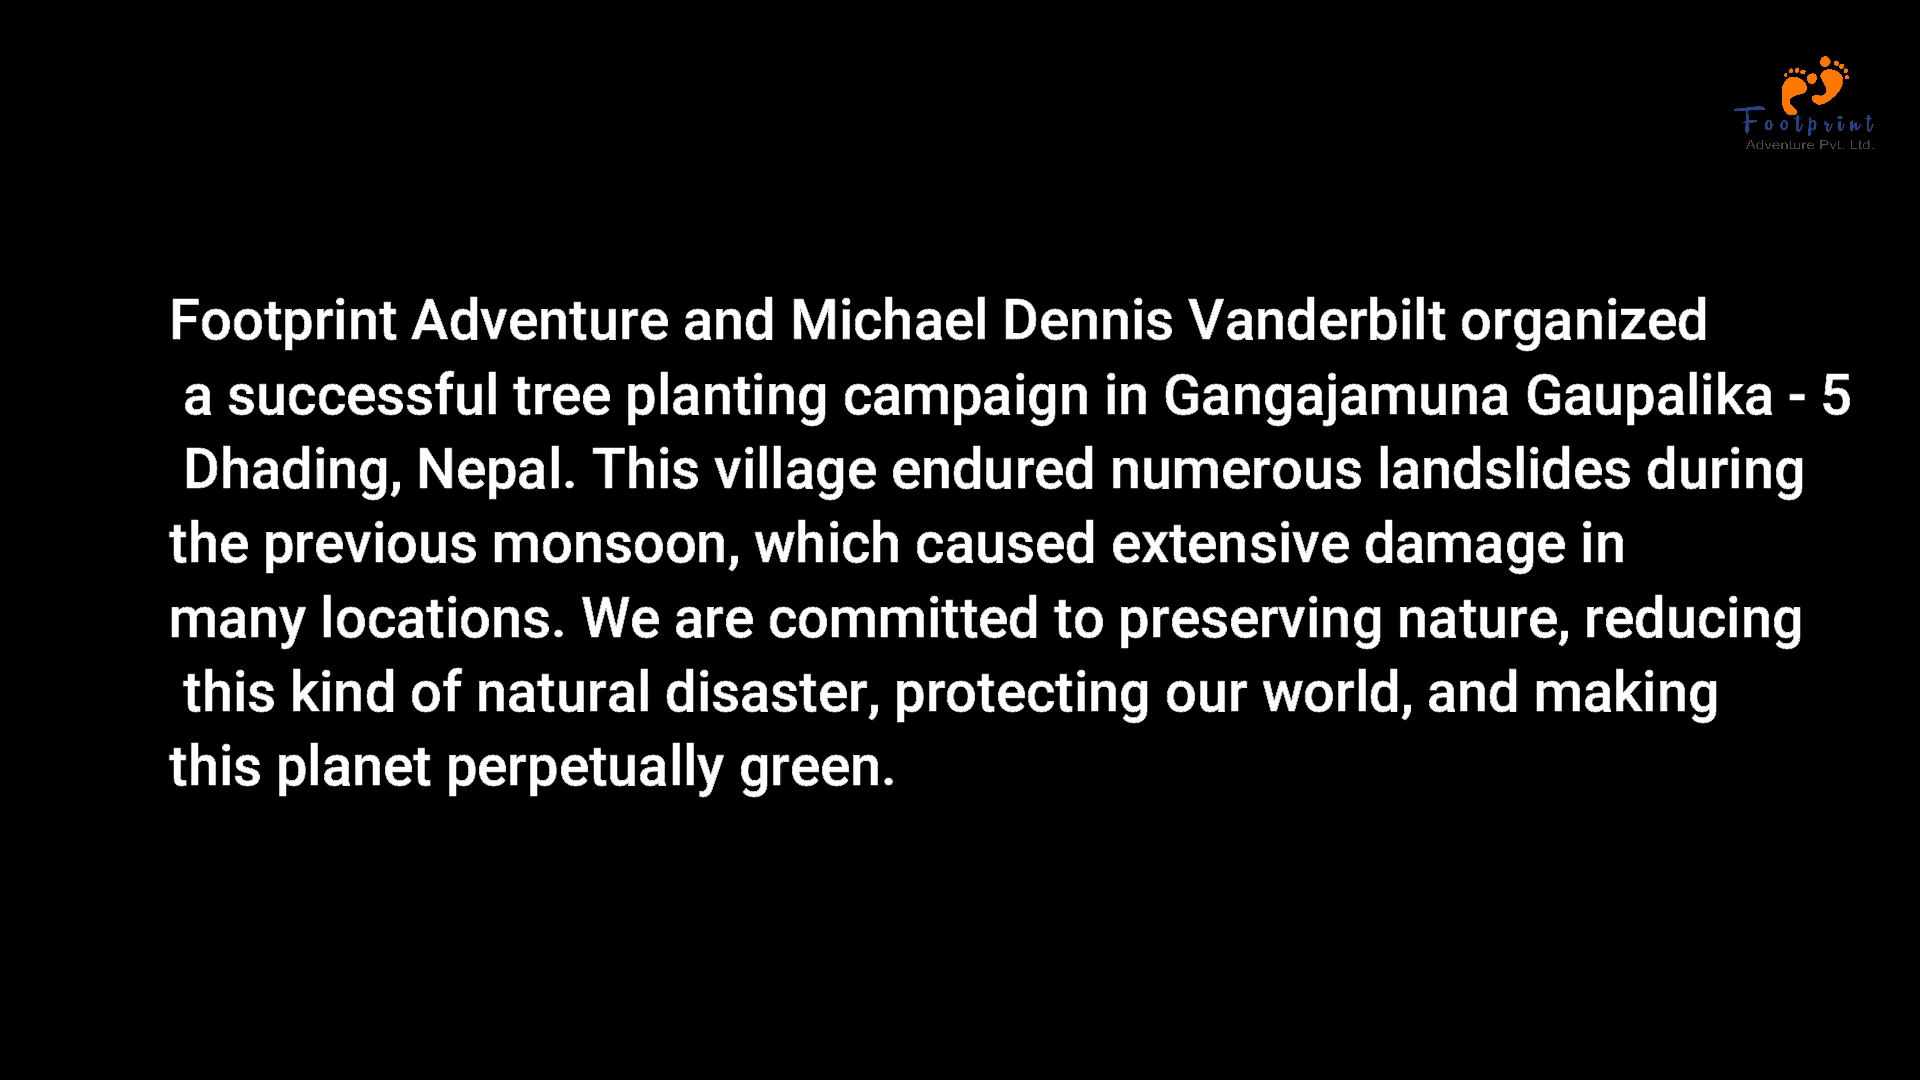 Footprint
Adventure Pvt. Ltd.
Footprint Adventure and Michael Dennis Vanderbilt organized
a successful tree planting campaign in Gangajamuna Gaupalika - 5
Dhading, Nepal. This village endured numerous landslides during
the previous monsoon, which caused extensive damage in
many locations. We are committed to preserving nature, reducing
this kind of natural disaster, protecting our world, and making
this planet perpetually green.